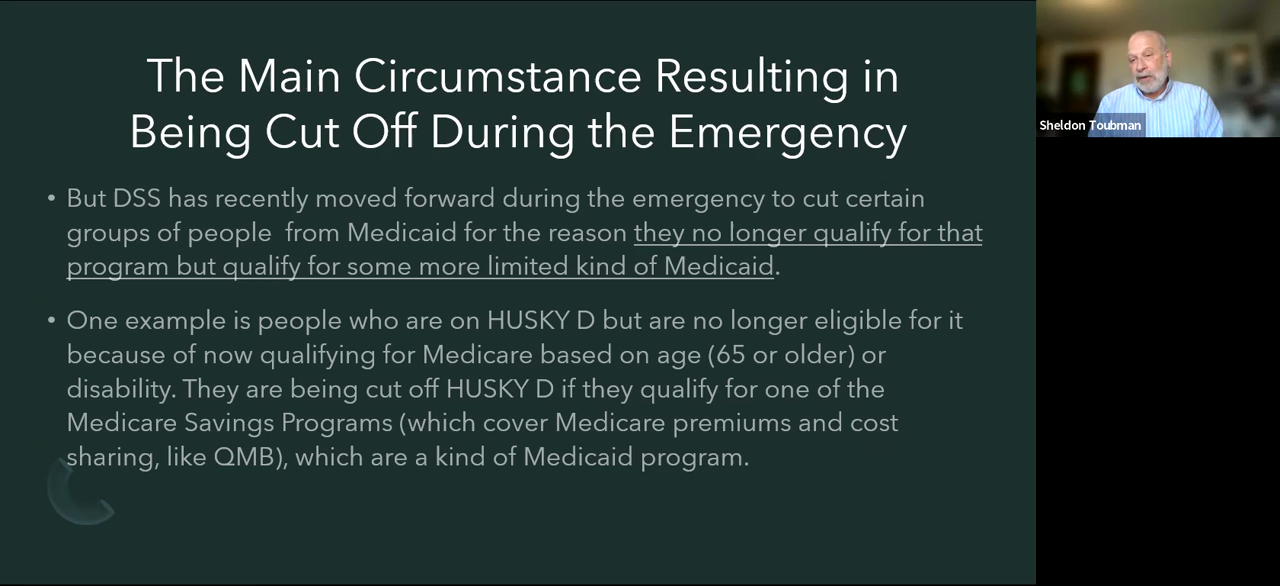 The Main Circumstance Resulting in
Being Cut Off During the Emergency
• But DSS has recently moved forward during the emergency to cut certain
groups of people  from Medicaid for the reason they no longer qualify for that
program but qualify for some more limited kind of Medicaid.
• One example is people who are on HUSKY D but are no longer eligible for it
because of now qualifying for Medicare based on age (65 or older) or
disability. They are being cut off HUSKY D if they qualify for one of the
Medicare Savings Programs (which cover Medicare premiums and cost
sharing, like QMB), which are a kind of Medicaid program.
Sheldon Toubman